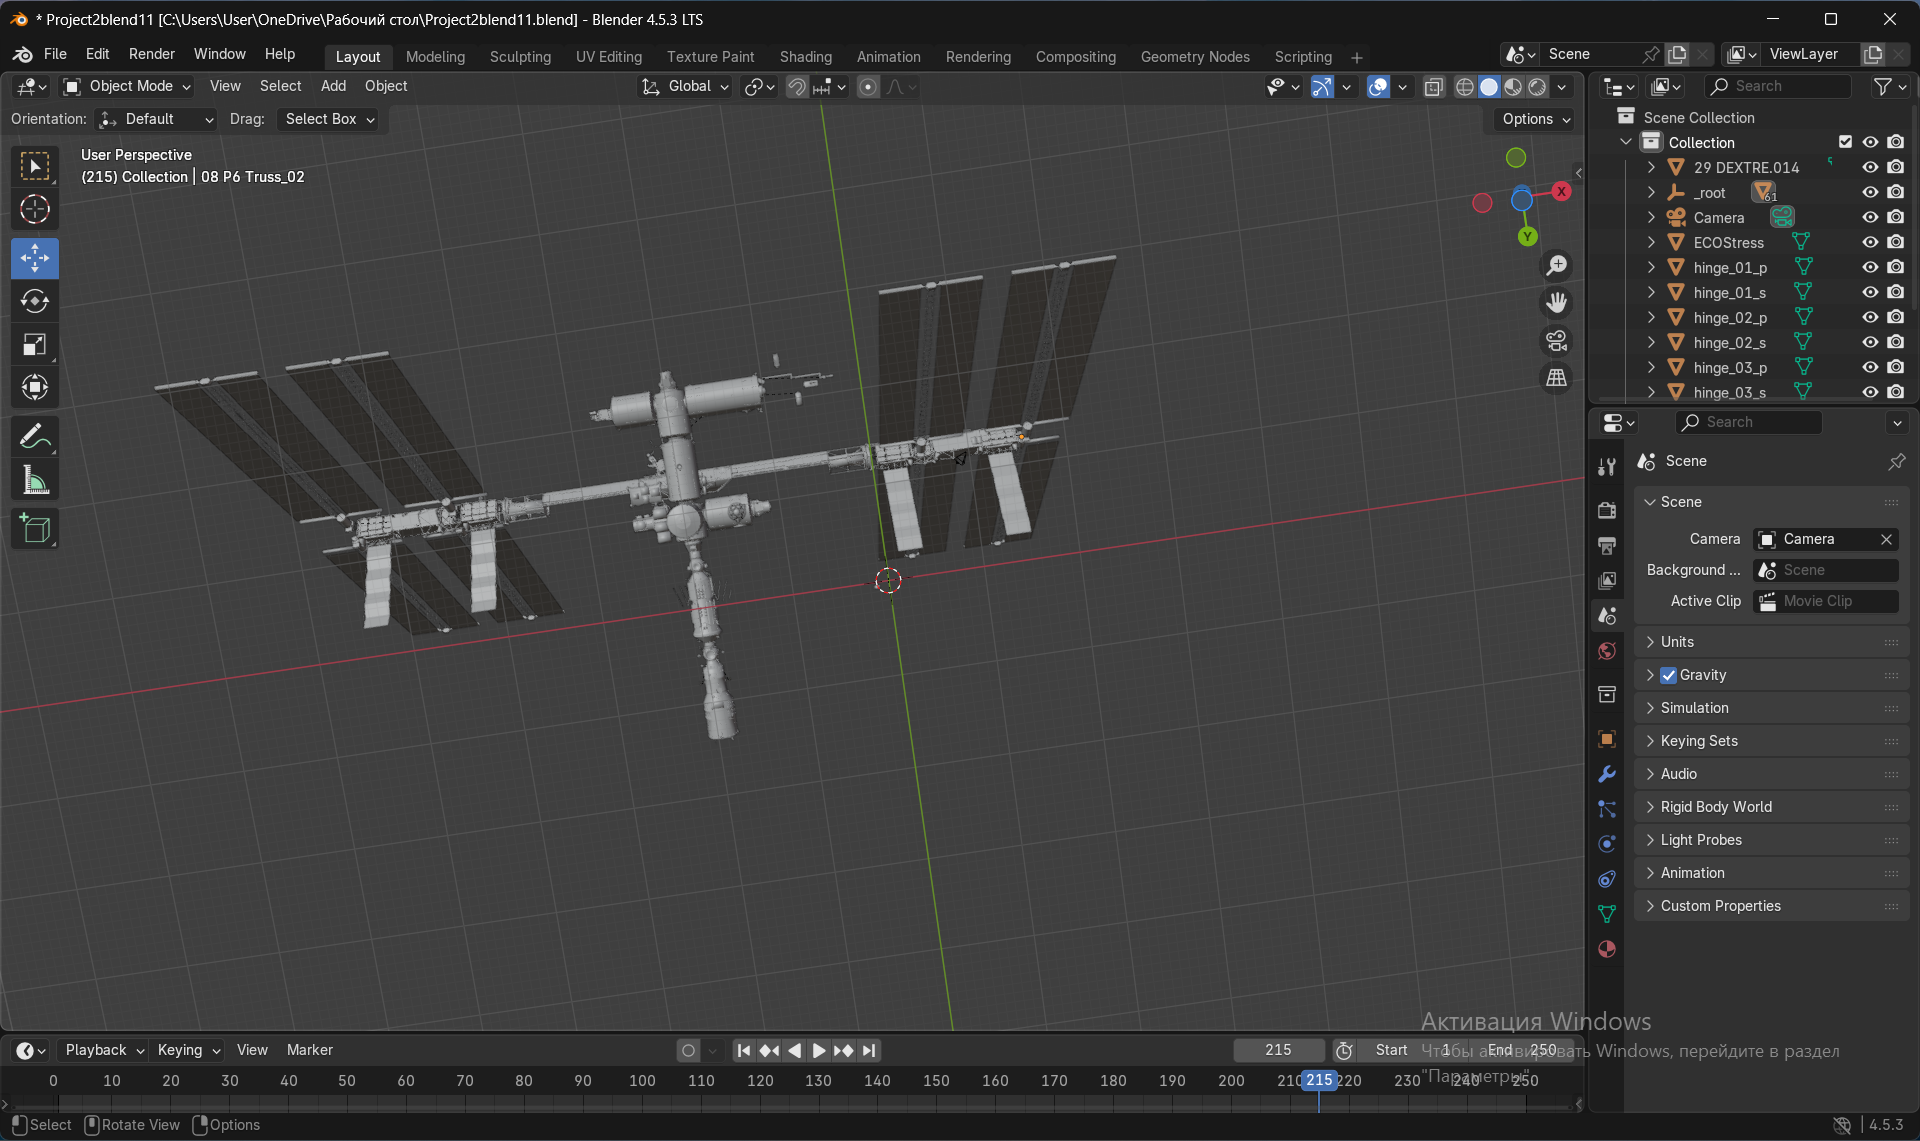 * Project2blend11 [C:\Users\User\OneDrive\Рабочий стол\Project2blend11.blend] - Blender 4.5.3 LTS
File Edit Render Window Help Layout Modeling Sculpting UV Editing Texture Paint Shading Animation Rendering Compositing Geometry Nodes Scripting + Scene ViewLayer
Object Mode View Select Add Object Global Search
Orientation: Default Drag: Select Box Options
User Perspective
(215) Collection | 08 P6 Truss_02
X
Y
Scene Collection
Collection
29 DEXTRE.014
_root 61
Camera
ECOStress
hinge_01_p
hinge_01_s
hinge_02_p
hinge_02_s
hinge_03_p
hinge_03_s
Search
Scene
Scene
Camera Camera
Background ... Scene
Active Clip Movie Clip
Units
Gravity
Simulation
Keying Sets
Audio
Rigid Body World
Light Probes
Animation
Custom Properties
Активация Windows
Чтобы активировать Windows, перейдите в раздел
"Параметры".
Playback Keying View Marker 215 Start 1 End 250
0 10 20 30 40 50 60 70 80 90 100 110 120 130 140 150 160 170 180 190 200 210 215 220 230 240 250
Select Rotate View Options 4.5.3